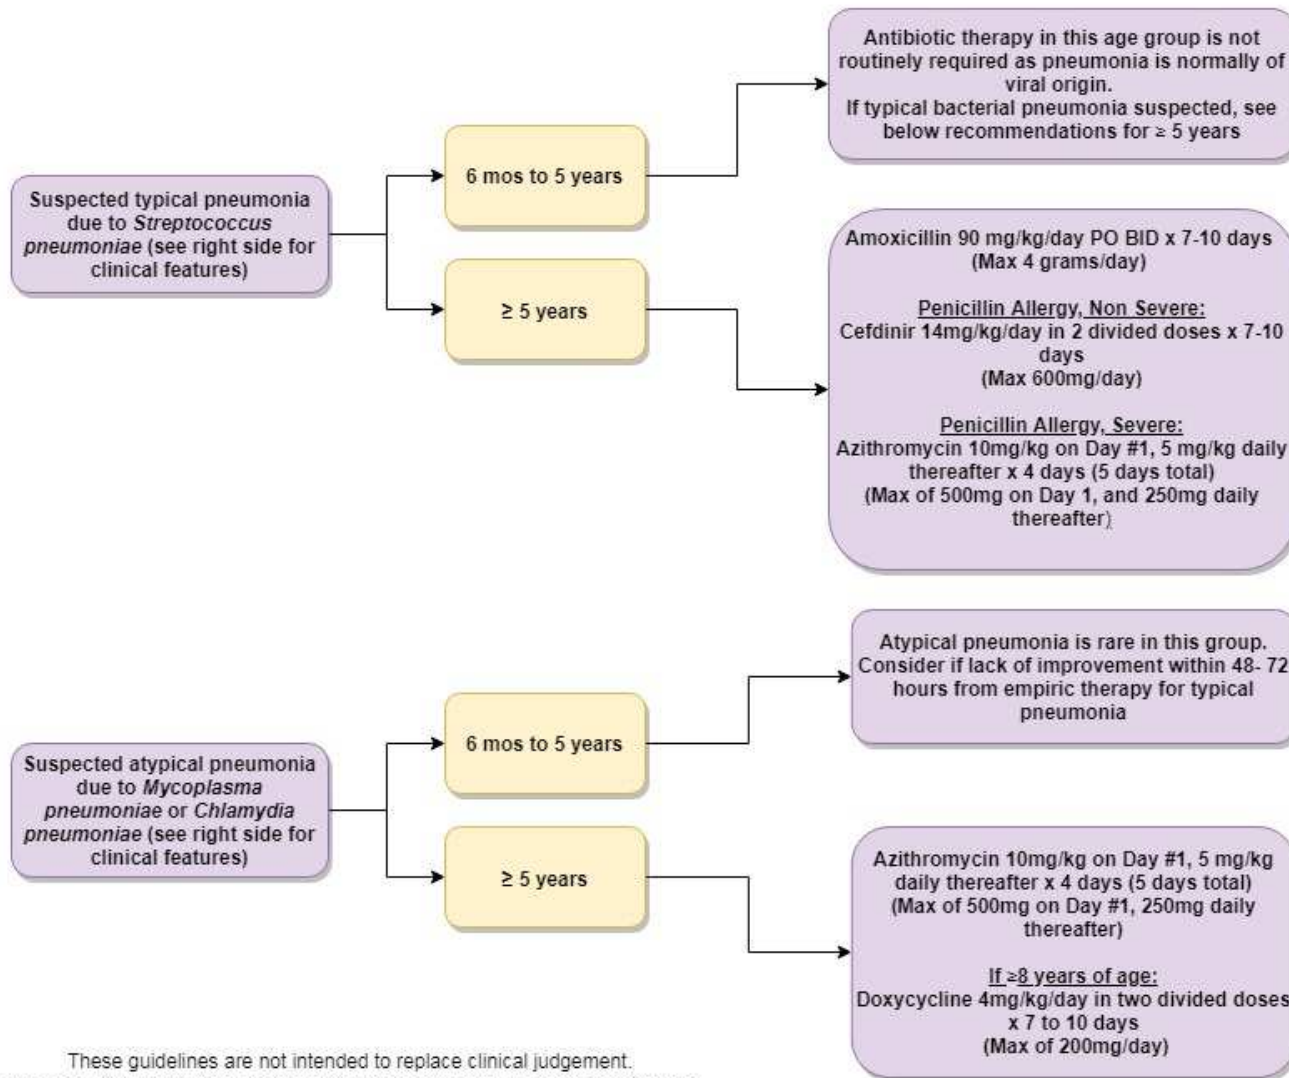 Antibiotic therapy in this age group is not
routinely required as pneumonia is normally of
viral origin.
If typical bacterial pneumonia suspected, see
below recommendations for ≥ 5 years
6 mos to 5 years
Suspected typical pneumonia
due to Streptococcus
pneumoniae (see right side for
clinical features)
≥ 5 years
Amoxicillin 90 mg/kg/day PO BID x 7-10 days
(Max 4 grams/day)
Penicillin Allergy, Non Severe:
Cefdinir 14mg/kg/day in 2 divided doses x 7-10
days
(Max 600mg/day)
Penicillin Allergy, Severe:
Azithromycin 10mg/kg on Day #1, 5 mg/kg daily
thereafter x 4 days (5 days total)
(Max of 500mg on Day 1, and 250mg daily
thereafter)
Atypical pneumonia is rare in this group.
Consider if lack of improvement within 48- 72
hours from empiric therapy for typical
pneumonia
6 mos to 5 years
Suspected atypical pneumonia
due to Mycoplasma
pneumoniae or Chlamydia
pneumoniae (see right side for
clinical features)
≥ 5 years
Azithromycin 10mg/kg on Day #1, 5 mg/kg
daily thereafter x 4 days (5 days total)
(Max of 500mg on Day #1, 250mg daily
thereafter)
If ≥8 years of age:
Doxycycline 4mg/kg/day in two divided doses
x 7 to 10 days
(Max of 200mg/day)
These guidelines are not intended to replace clinical judgement.